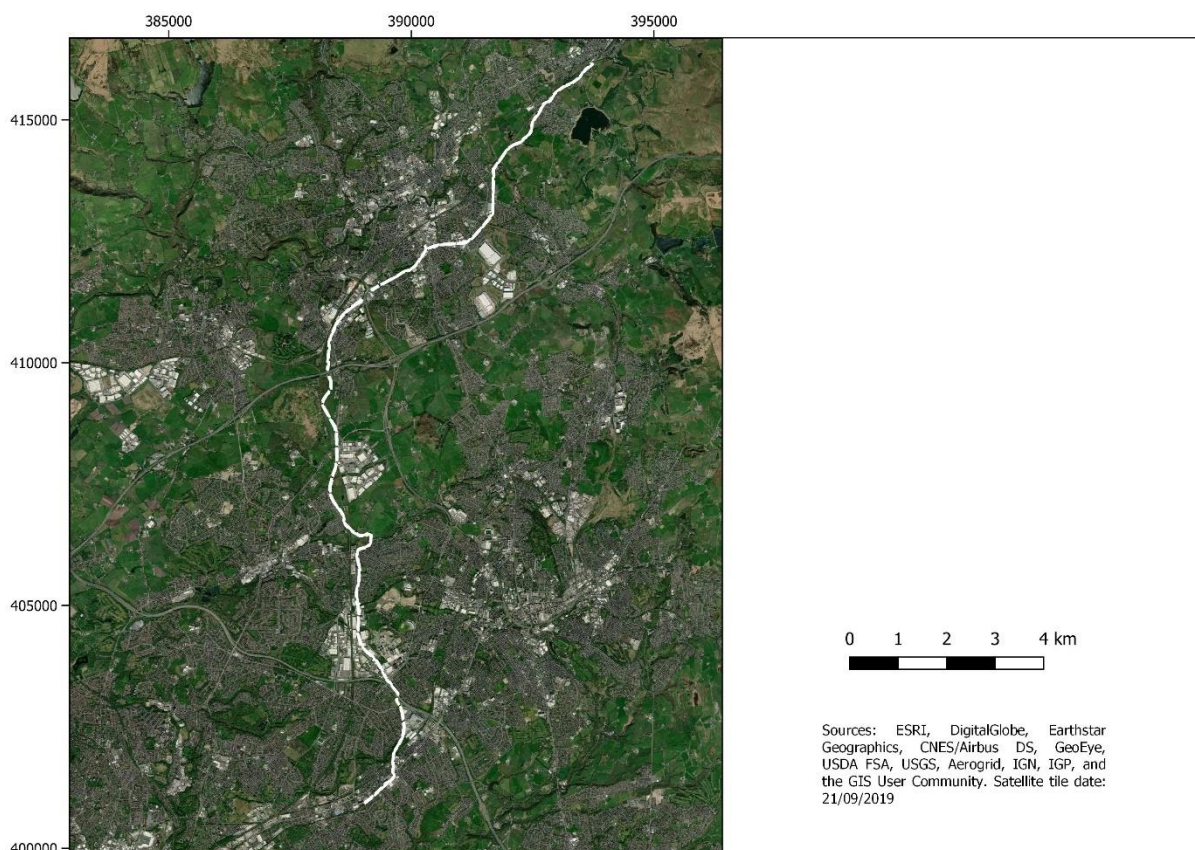 385000 390000 395000
415000
410000
405000
400000
0 1 2 3 4 km
Sources: ESRI, DigitalGlobe, Earthstar
Geographics, CNES/Airbus DS, GeoEye,
USDA FSA, USGS, Aerogrid, IGN, IGP, and
the GIS User Community. Satellite tile date:
21/09/2019